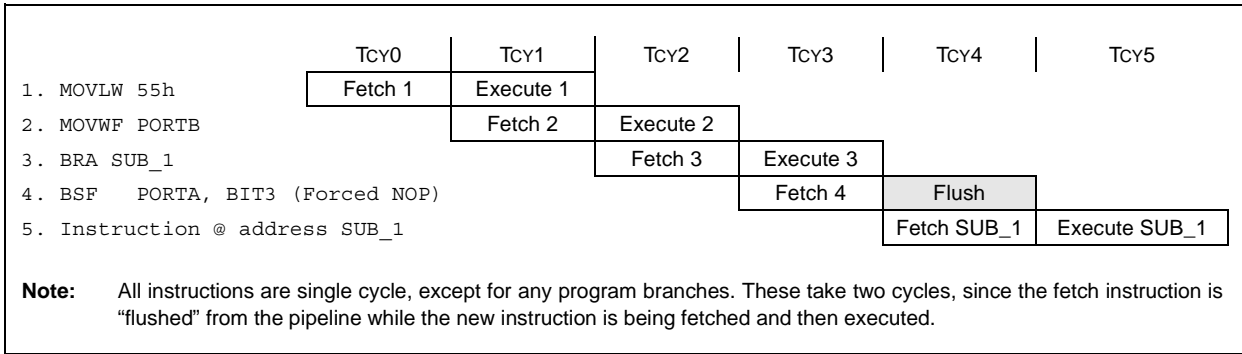 TCY0 TCY1 TCY2 TCY3 TCY4 TCY5
1. MOVLW 55h Fetch 1 Execute 1
2. MOVWF PORTB Fetch 2 Execute 2
3. BRA SUB_1 Fetch 3 Execute 3
4. BSF PORTA, BIT3 (Forced NOP) Fetch 4 Flush
5. Instruction @ address SUB_1 Fetch SUB_1 Execute SUB_1
Note: All instructions are single cycle, except for any program branches. These take two cycles, since the fetch instruction is
“flushed” from the pipeline while the new instruction is being fetched and then executed.